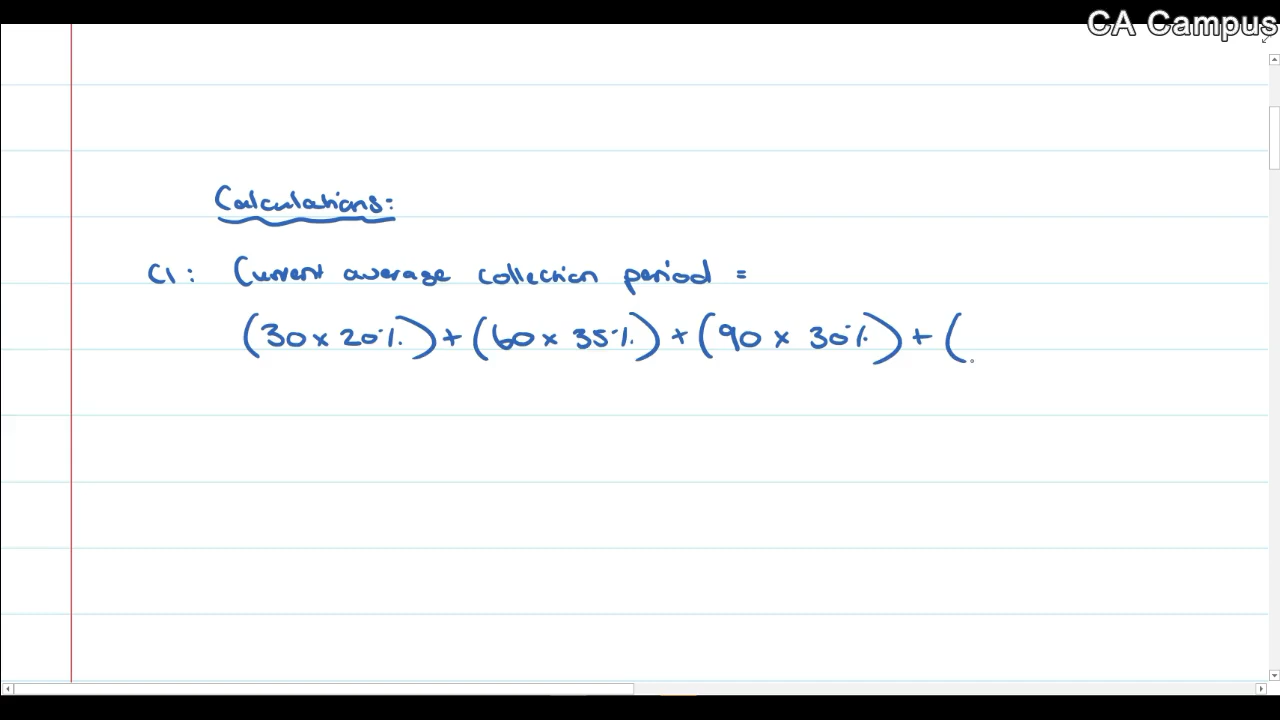 CA Campus
Calculations:
C1: Current average collection period =
(30 x 20%) + (60 x 35%) + (90 x 30%) + (